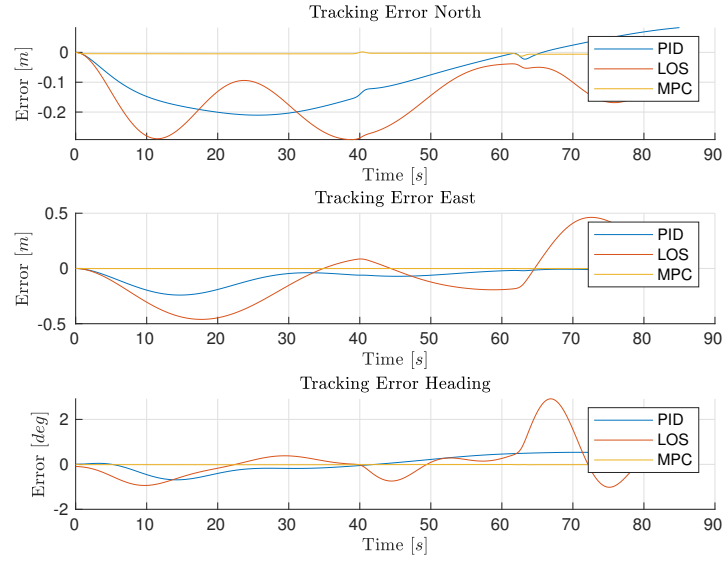 Tracking Error North
Error [m]
0
-0.1
-0.2
PID
LOS
MPC
0 10 20 30 40 50 60 70 80 90
Time [s]
Tracking Error East
Error [m]
0.5
0
-0.5
PID
LOS
MPC
0 10 20 30 40 50 60 70 80 90
Time [s]
Tracking Error Heading
Error [deg]
2
0
-2
PID
LOS
MPC
0 10 20 30 40 50 60 70 80 90
Time [s]